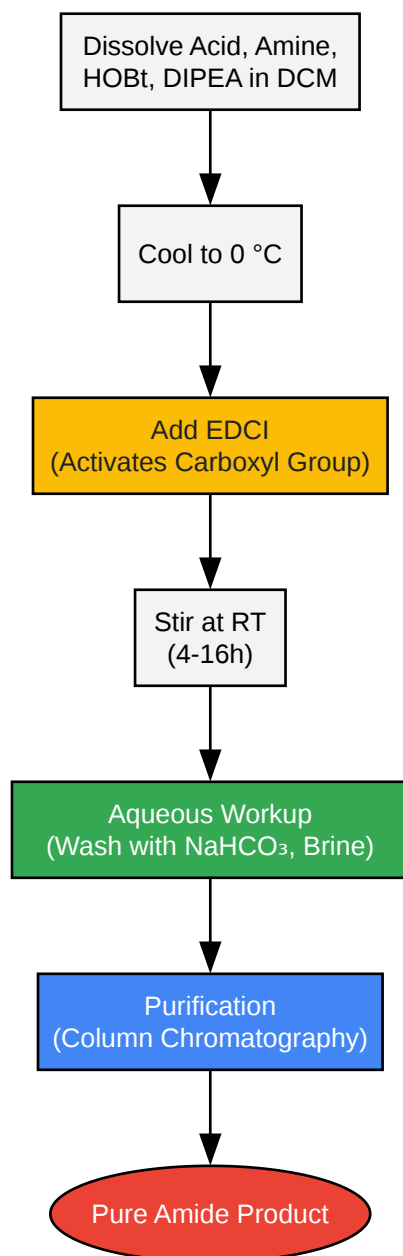 Dissolve Acid, Amine,
HOBt, DIPEA in DCM
Cool to 0 °C
Add EDCI
(Activates Carboxyl Group)
Stir at RT
(4-16h)
Aqueous Workup
(Wash with NaHCO₃, Brine)
Purification
(Column Chromatography)
Pure Amide Product